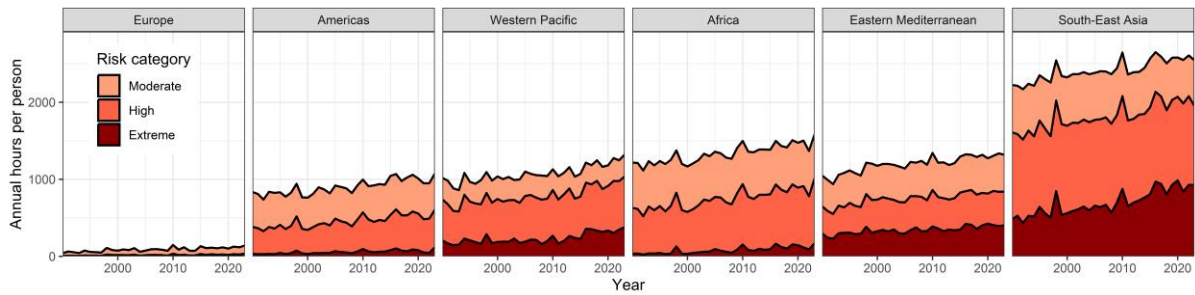 Europe
Americas
Western Pacific
Africa
Eastern Mediterranean
South-East Asia
Annual hours per person
2000
1000
0
Risk category
Moderate
High
Extreme
2000 2010 2020
2000 2010 2020
2000 2010 2020
2000 2010 2020
2000 2010 2020
2000 2010 2020
Year